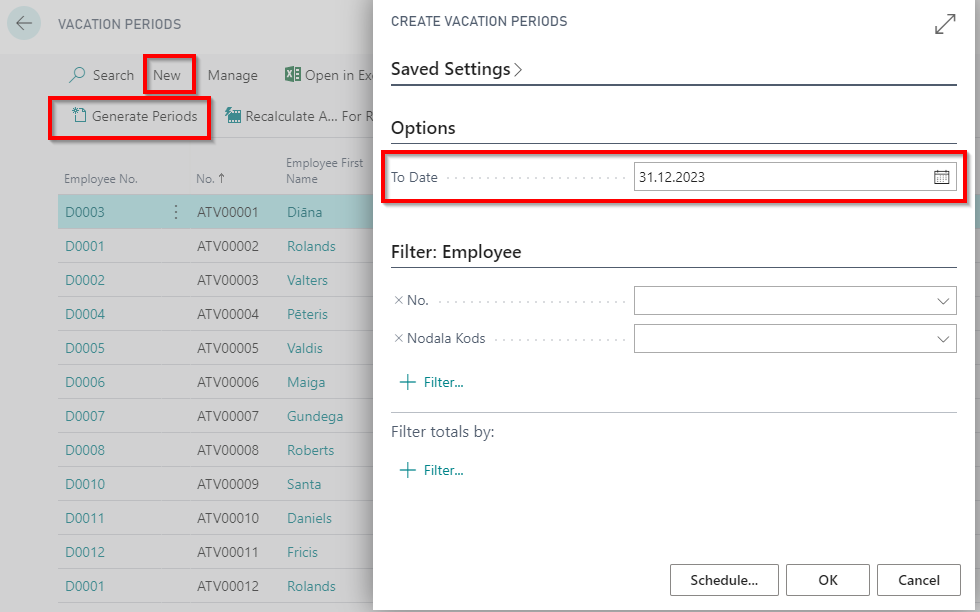 VACATION PERIODS
Search New Manage Open in Exc
Generate Periods Recalculate A... For R
Employee No. No. ↑ Employee First Name
D0003 ATV00001 Diāna
D0001 ATV00002 Rolands
D0002 ATV00003 Valters
D0004 ATV00004 Pēteris
D0005 ATV00005 Valdis
D0006 ATV00006 Maiga
D0007 ATV00007 Gundega
D0008 ATV00008 Roberts
D0010 ATV00009 Santa
D0011 ATV00010 Daniels
D0012 ATV00011 Fricis
D0001 ATV00012 Rolands
CREATE VACATION PERIODS
Saved Settings
Options
To Date 31.12.2023
Filter: Employee
No.
Nodala Kods
Filter...
Filter totals by:
Filter...
Schedule... OK Cancel